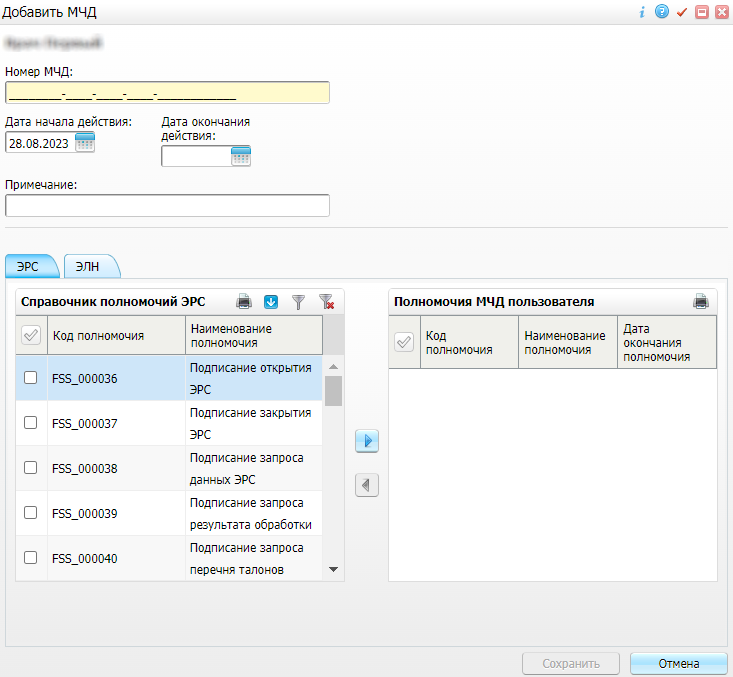 Добавить МЧД
Номер МЧД:
________-____-____-____-____________
Дата начала действия:
28.08.2023
Дата окончания
действия:
Примечание:
ЭРС
ЭЛН
Справочник полномочий ЭРС
Код полномочия
Наименование
полномочия
FSS_000036
Подписание открытия
ЭРС
FSS_000037
Подписание закрытия
ЭРС
FSS_000038
Подписание запроса
данных ЭРС
FSS_000039
Подписание запроса
результата обработки
FSS_000040
Подписание запроса
перечня талонов
Полномочия МЧД пользователя
Код
полномочия
Наименование
полномочия
Дата
окончания
полномочия
Сохранить
Отмена